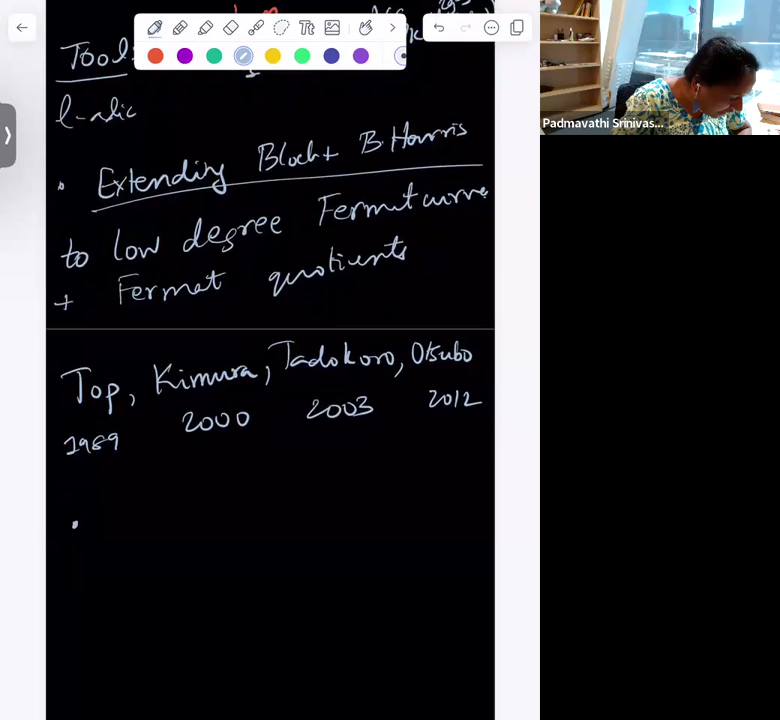 Tool
l-adic
• Extending Bloch + B. Harris
to low degree Fermat curve
+ Fermat quotients
Top, Kimura, Tadokoro, Otsubo
1989 2000 2003 2012
Padmavathi Srinivas...